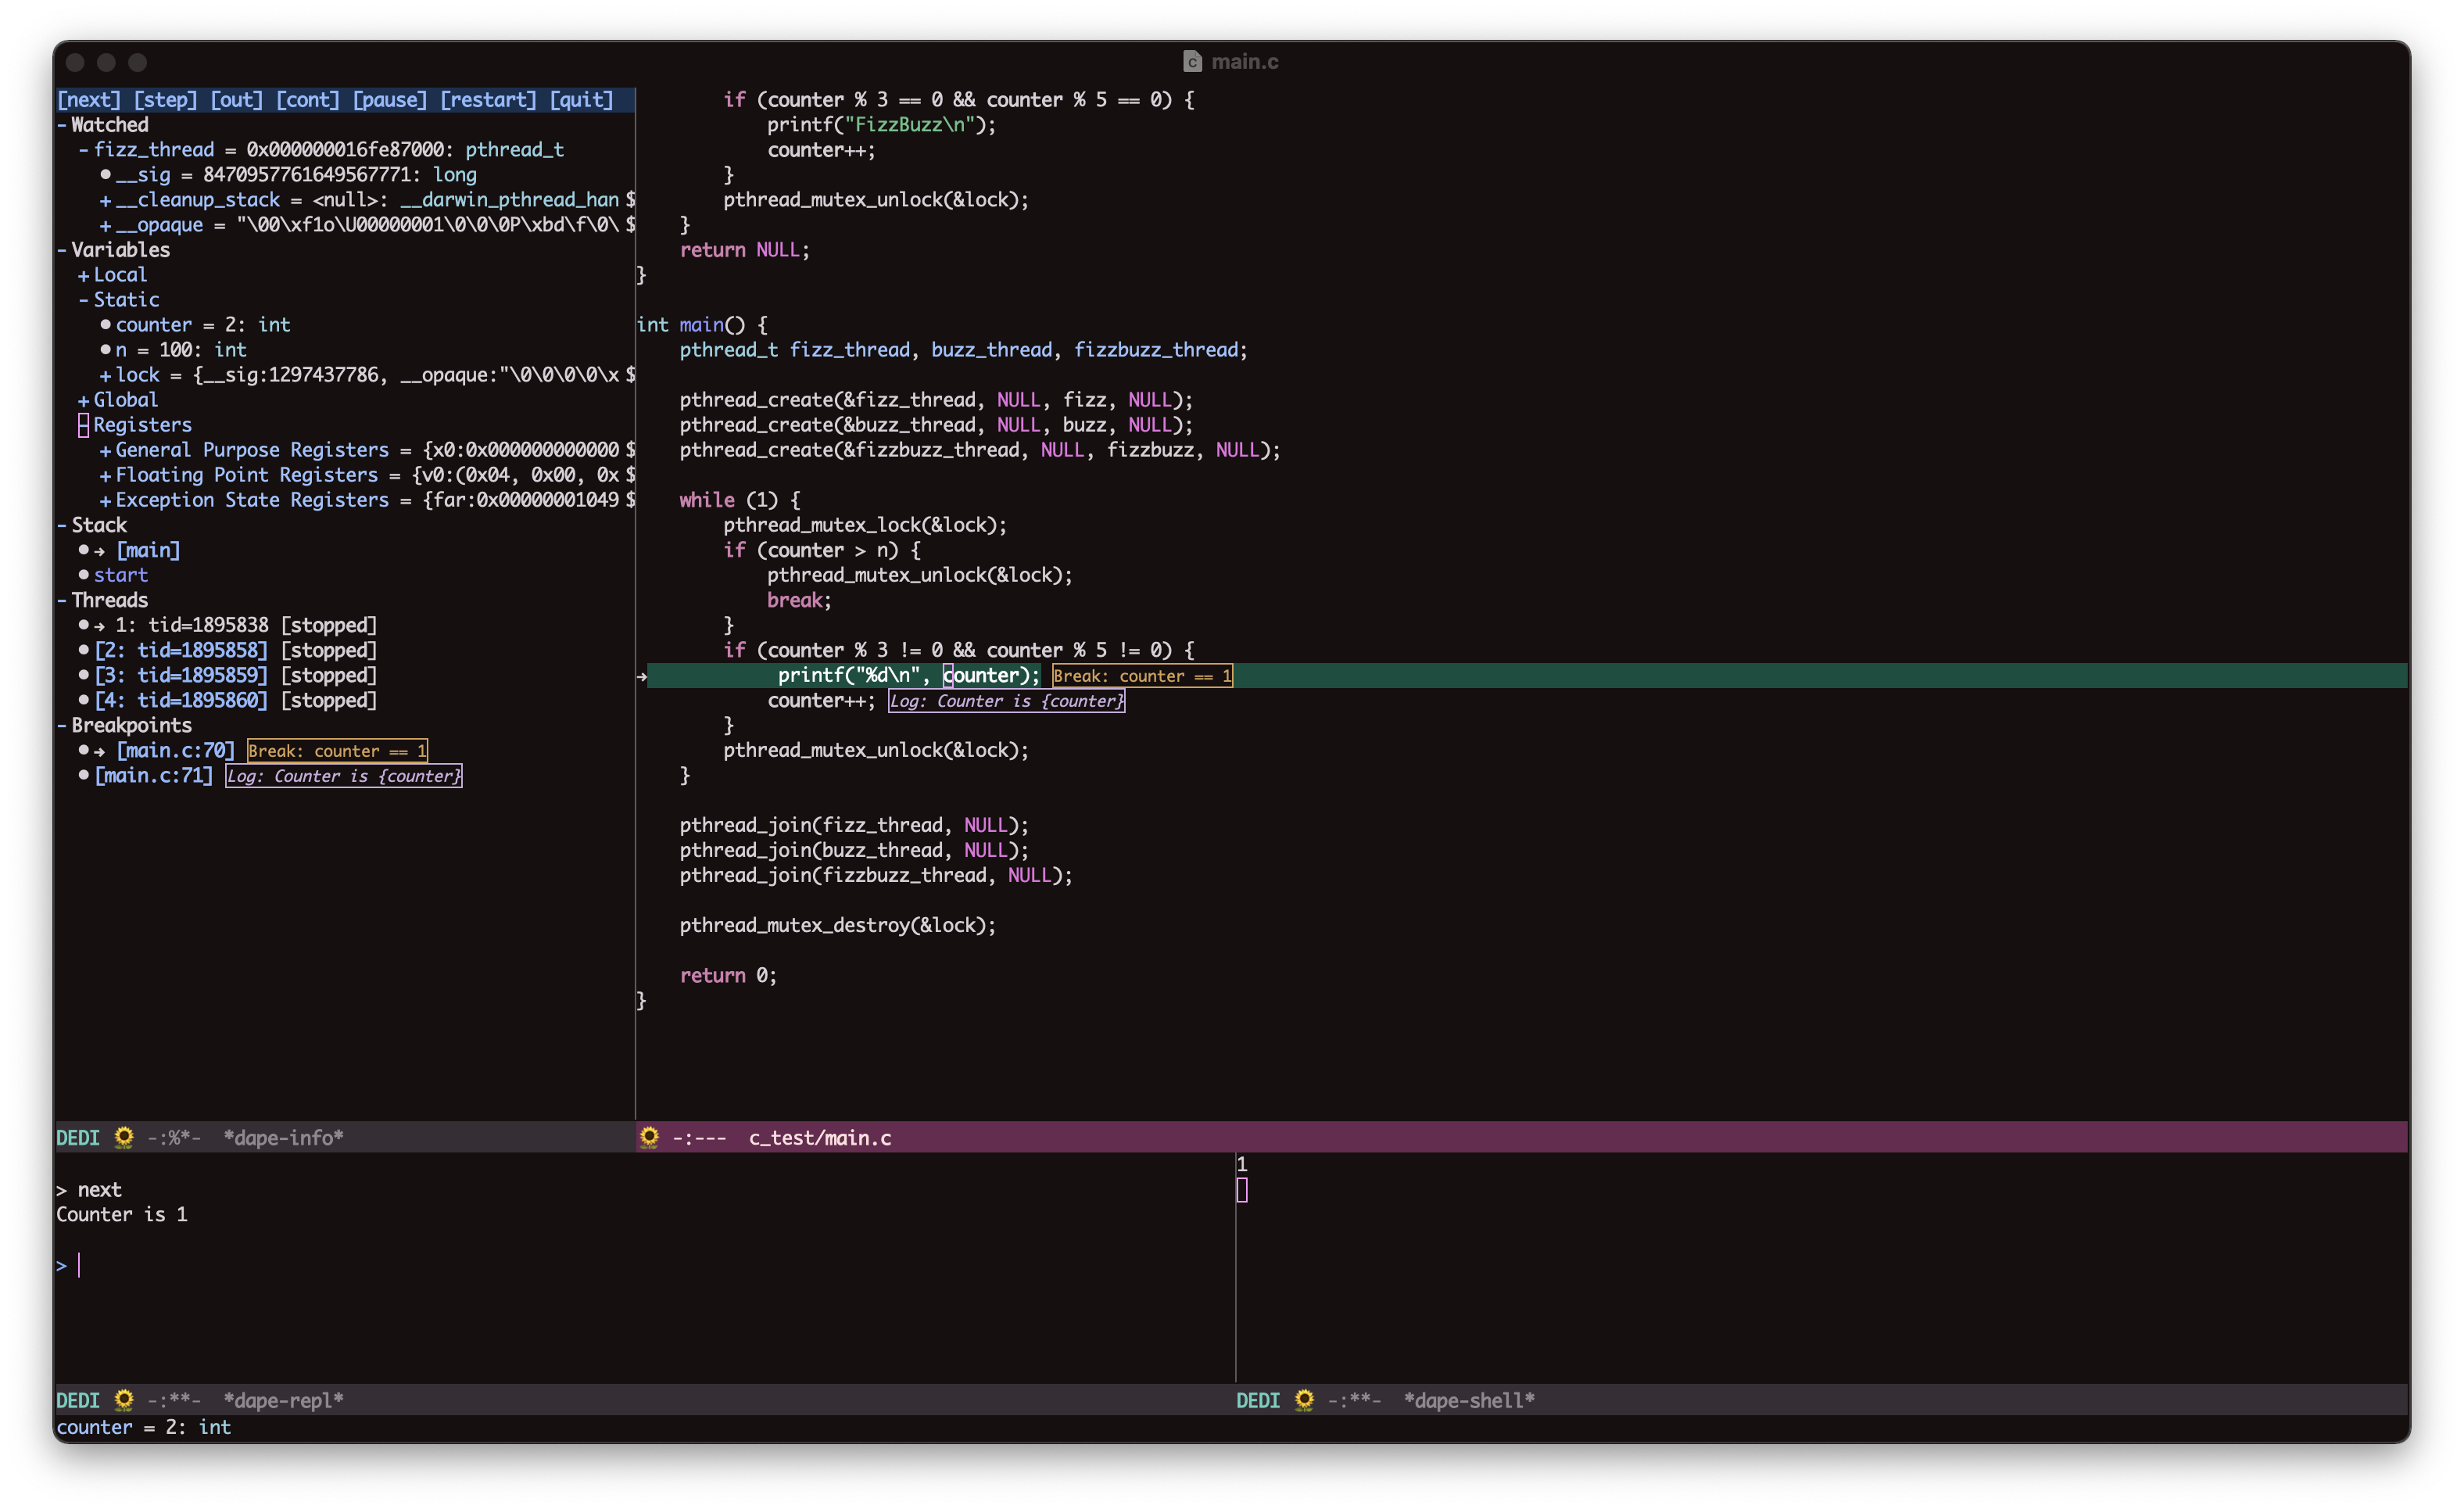 main.c
[next] [step] [out] [cont] [pause] [restart] [quit]
- Watched
- fizz_thread = 0x000000016fe87000: pthread_t
__sig = 8470957761649567771: long
+ __cleanup_stack = <null>: __darwin_pthread_han $
+ __opaque = "\00\xf1o\U00000001\0\0\0P\xbd\f\0\ $
- Variables
+ Local
- Static
counter = 2: int
n = 100: int
+ lock = {__sig:1297437786, __opaque:"\0\0\0\0\x $
+ Global
- Registers
+ General Purpose Registers = {x0:0x000000000000 $
+ Floating Point Registers = {v0:(0x04, 0x00, 0x $
+ Exception State Registers = {far:0x00000001049 $
- Stack
→ [main]
start
- Threads
→ 1: tid=1895838 [stopped]
[2: tid=1895858] [stopped]
[3: tid=1895859] [stopped]
[4: tid=1895860] [stopped]
- Breakpoints
→ [main.c:70] Break: counter == 1
[main.c:71] Log: Counter is {counter}
DEDI 🌻 -:%*- *dape-info*
if (counter % 3 == 0 && counter % 5 == 0) {
printf("FizzBuzz\n");
counter++;
}
pthread_mutex_unlock(&lock);
}
return NULL;
}
int main() {
pthread_t fizz_thread, buzz_thread, fizzbuzz_thread;
pthread_create(&fizz_thread, NULL, fizz, NULL);
pthread_create(&buzz_thread, NULL, buzz, NULL);
pthread_create(&fizzbuzz_thread, NULL, fizzbuzz, NULL);
while (1) {
pthread_mutex_lock(&lock);
if (counter > n) {
pthread_mutex_unlock(&lock);
break;
}
if (counter % 3 != 0 && counter % 5 != 0) {
→ printf("%d\n", counter); Break: counter == 1
counter++; Log: Counter is {counter}
}
pthread_mutex_unlock(&lock);
}
pthread_join(fizz_thread, NULL);
pthread_join(buzz_thread, NULL);
pthread_join(fizzbuzz_thread, NULL);
pthread_mutex_destroy(&lock);
return 0;
}
🌻 -:--- c_test/main.c
> next
Counter is 1
>
DEDI 🌻 -:**- *dape-repl*
1
DEDI 🌻 -:**- *dape-shell*
counter = 2: int